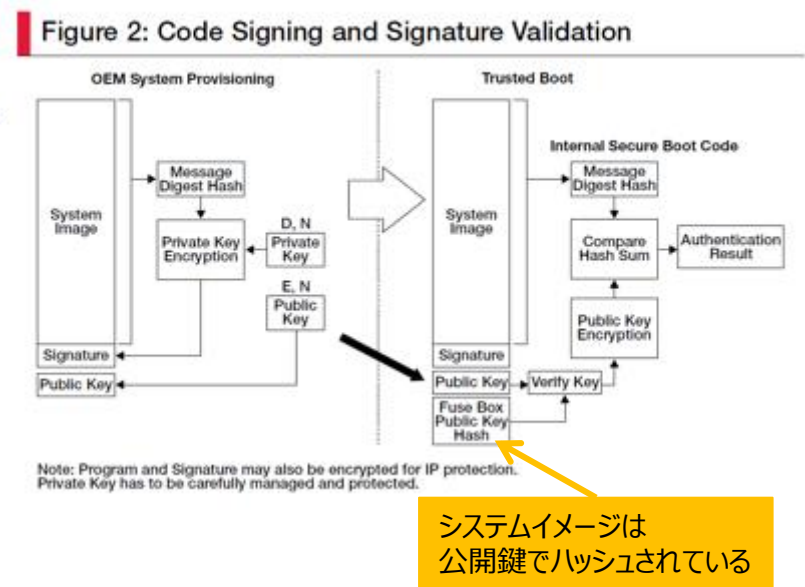 Figure 2: Code Signing and Signature Validation
OEM System Provisioning
System
Image
Message
Digest Hash
Private Key
Encryption
D, N
Private
Key
E, N
Public
Key
Signature
Public Key
Trusted Boot
Internal Secure Boot Code
System
Image
Message
Digest Hash
Compare
Hash Sum
Authentication
Result
Public Key
Encryption
Signature
Public Key
Verify Key
Fuse Box
Public Key
Hash
Note: Program and Signature may also be encrypted for IP protection.
Private Key has to be carefully managed and protected.
システムイメージは
公開鍵でハッシュされている